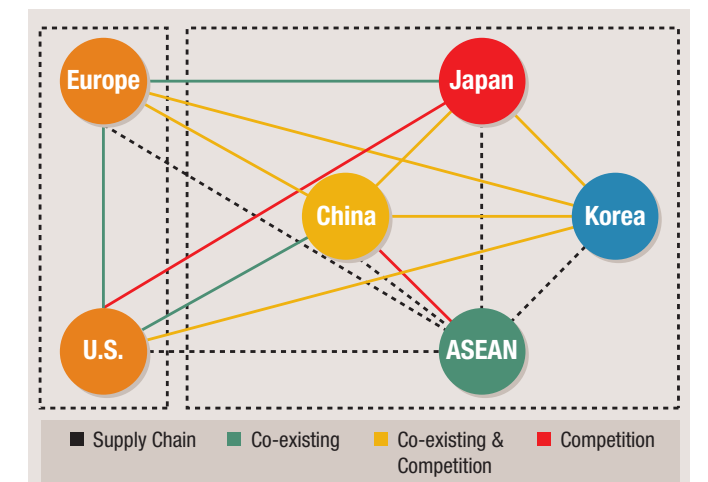 Europe
Japan
China
Korea
U.S.
ASEAN
Supply Chain
Co-existing
Co-existing &
Competition
Competition